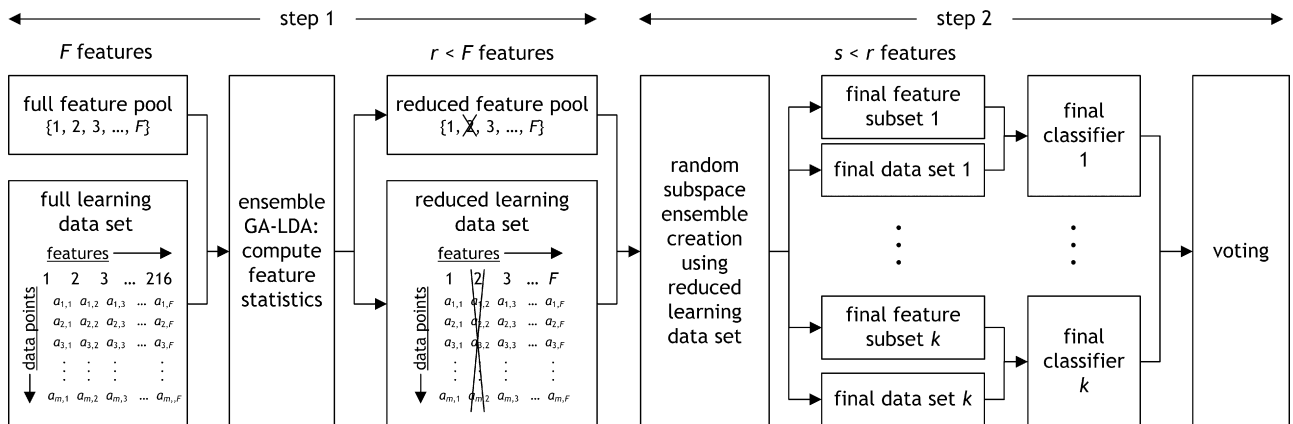 step 1
step 2
F features
r < F features
s < r features
full feature pool
{1, 2, 3, ..., F}
full learning
data set
features
1 2 3 ... 216
data points
a1,1 a1,2 a1,3 ... a1,F
a2,1 a2,2 a2,3 ... a2,F
a3,1 a3,2 a3,3 ... a3,F
. . . .
. . . .
. . . .
am,1 am,2 am,3 ... am,,F
ensemble
GA-LDA:
compute
feature
statistics
reduced feature pool
{1, 2, 3, ..., F}
reduced learning
data set
features
1 2 3 ... F
data points
a1,1 a1,2 a1,3 ... a1,F
a2,1 a2,2 a2,3 ... a2,F
a3,1 a3,2 a3,3 ... a3,F
. . . .
. . . .
. . . .
am,1 am,2 am,3 ... am,F
random
subspace
ensemble
creation
using
reduced
learning
data set
final feature
subset 1
final data set 1
final
classifier
1
final feature
subset k
final data set k
final
classifier
k
voting